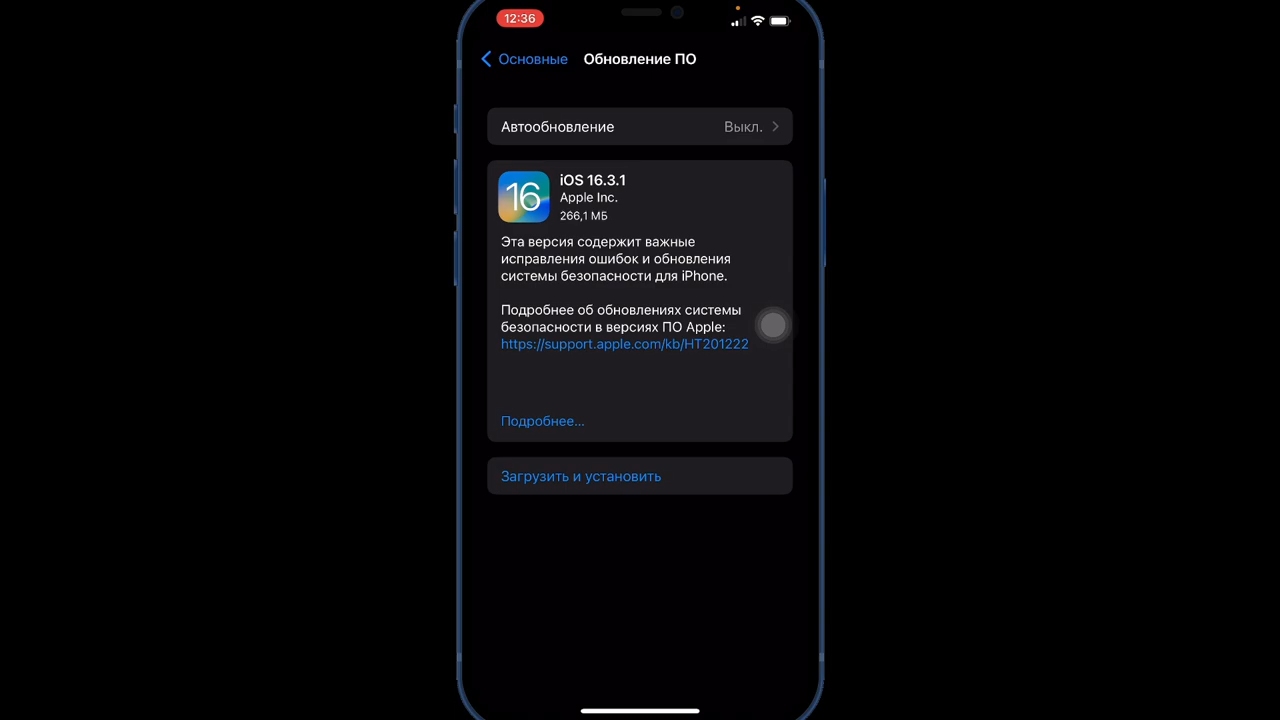 12:36
Основные
Обновление ПО
Автообновление
Выкл.
16
iOS 16.3.1
Apple Inc.
266,1 МБ
Эта версия содержит важные
исправления ошибок и обновления
системы безопасности для iPhone.
Подробнее об обновлениях системы
безопасности в версиях ПО Apple:
https://support.apple.com/kb/HT201222
Подробнее...
Загрузить и установить